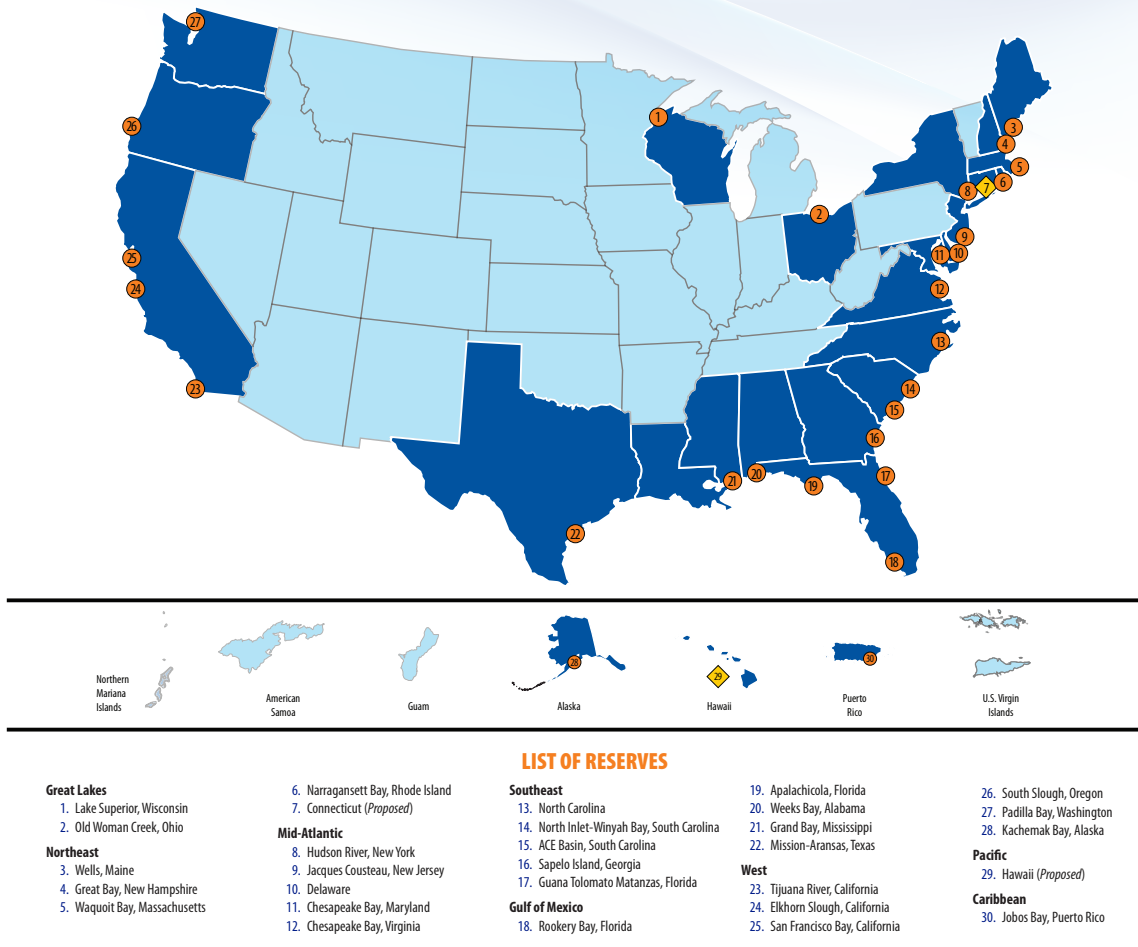 27
26
25
24
23
1
2
3
4
5
6
7
8
9
10
11
12
13
14
15
16
17
18
19
20
21
22
Northern
Mariana
Islands
American
Samoa
Guam
28
Alaska
29
Hawaii
30
Puerto
Rico
U.S. Virgin
Islands
LIST OF RESERVES
Great Lakes
1. Lake Superior, Wisconsin
2. Old Woman Creek, Ohio
Northeast
3. Wells, Maine
4. Great Bay, New Hampshire
5. Waquoit Bay, Massachusetts
6. Narragansett Bay, Rhode Island
7. Connecticut (Proposed)
Mid-Atlantic
8. Hudson River, New York
9. Jacques Cousteau, New Jersey
10. Delaware
11. Chesapeake Bay, Maryland
12. Chesapeake Bay, Virginia
Southeast
13. North Carolina
14. North Inlet-Winyah Bay, South Carolina
15. ACE Basin, South Carolina
16. Sapelo Island, Georgia
17. Guana Tolomato Matanzas, Florida
Gulf of Mexico
18. Rookery Bay, Florida
19. Apalachicola, Florida
20. Weeks Bay, Alabama
21. Grand Bay, Mississippi
22. Mission-Aransas, Texas
West
23. Tijuana River, California
24. Elkhorn Slough, California
25. San Francisco Bay, California
26. South Slough, Oregon
27. Padilla Bay, Washington
28. Kachemak Bay, Alaska
Pacific
29. Hawaii (Proposed)
Caribbean
30. Jobos Bay, Puerto Rico